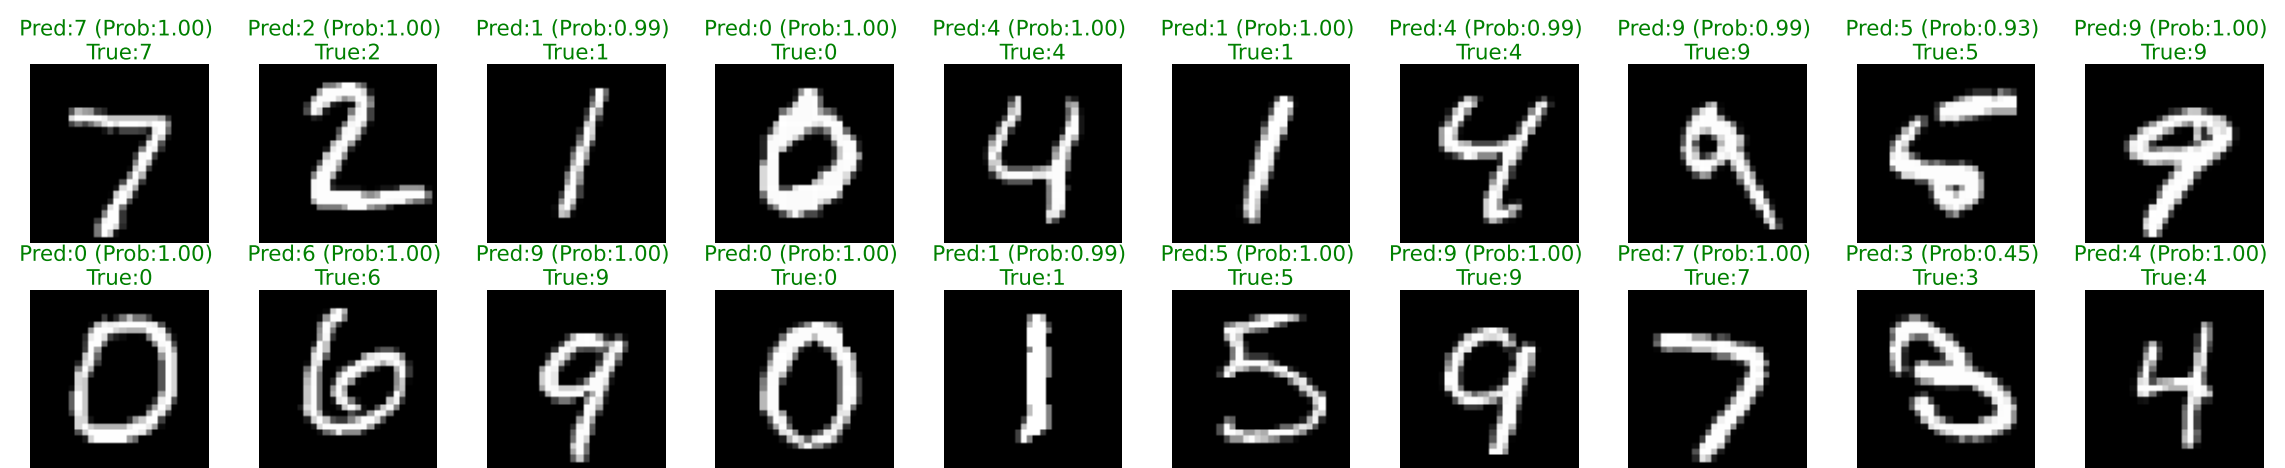 Pred:7 (Prob:1.00) Pred:2 (Prob:1.00) Pred:1 (Prob:0.99) Pred:0 (Prob:1.00) Pred:4 (Prob:1.00) Pred:1 (Prob:1.00) Pred:4 (Prob:0.99) Pred:9 (Prob:0.99) Pred:5 (Prob:0.93) Pred:9 (Prob:1.00)
True:7 True:2 True:1 True:0 True:4 True:1 True:4 True:9 True:5 True:9
7 2 1 0 4 1 4 9 5 9
Pred:0 (Prob:1.00) Pred:6 (Prob:1.00) Pred:9 (Prob:1.00) Pred:0 (Prob:1.00) Pred:1 (Prob:0.99) Pred:5 (Prob:1.00) Pred:9 (Prob:1.00) Pred:7 (Prob:1.00) Pred:3 (Prob:0.45) Pred:4 (Prob:1.00)
True:0 True:6 True:9 True:0 True:1 True:5 True:9 True:7 True:3 True:4
0 6 9 0 1 5 9 7 3 4